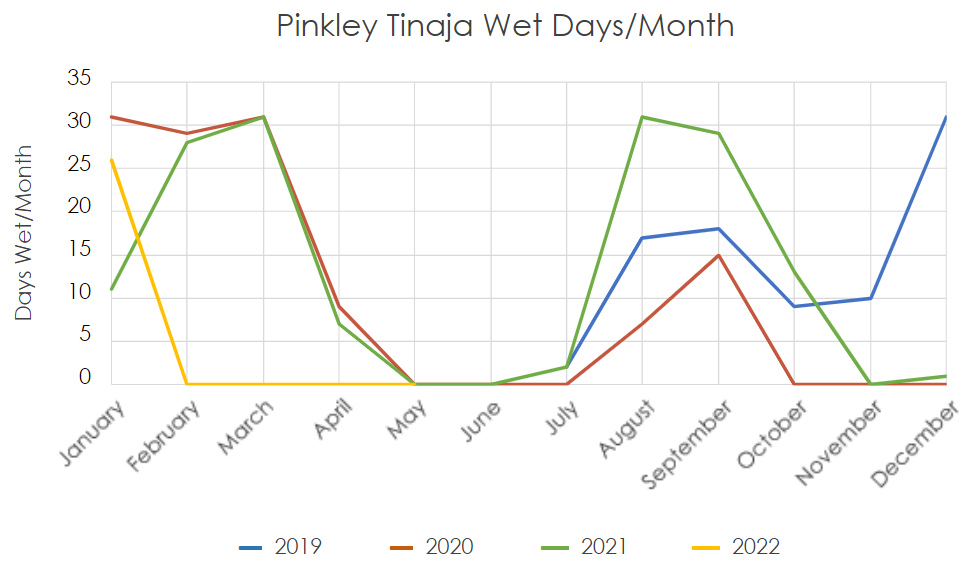 Pinkley Tinaja Wet Days/Month
Days Wet/Month
35
30
25
20
15
10
5
0
January
February
March
April
May
June
July
August
September
October
November
December
2019
2020
2021
2022